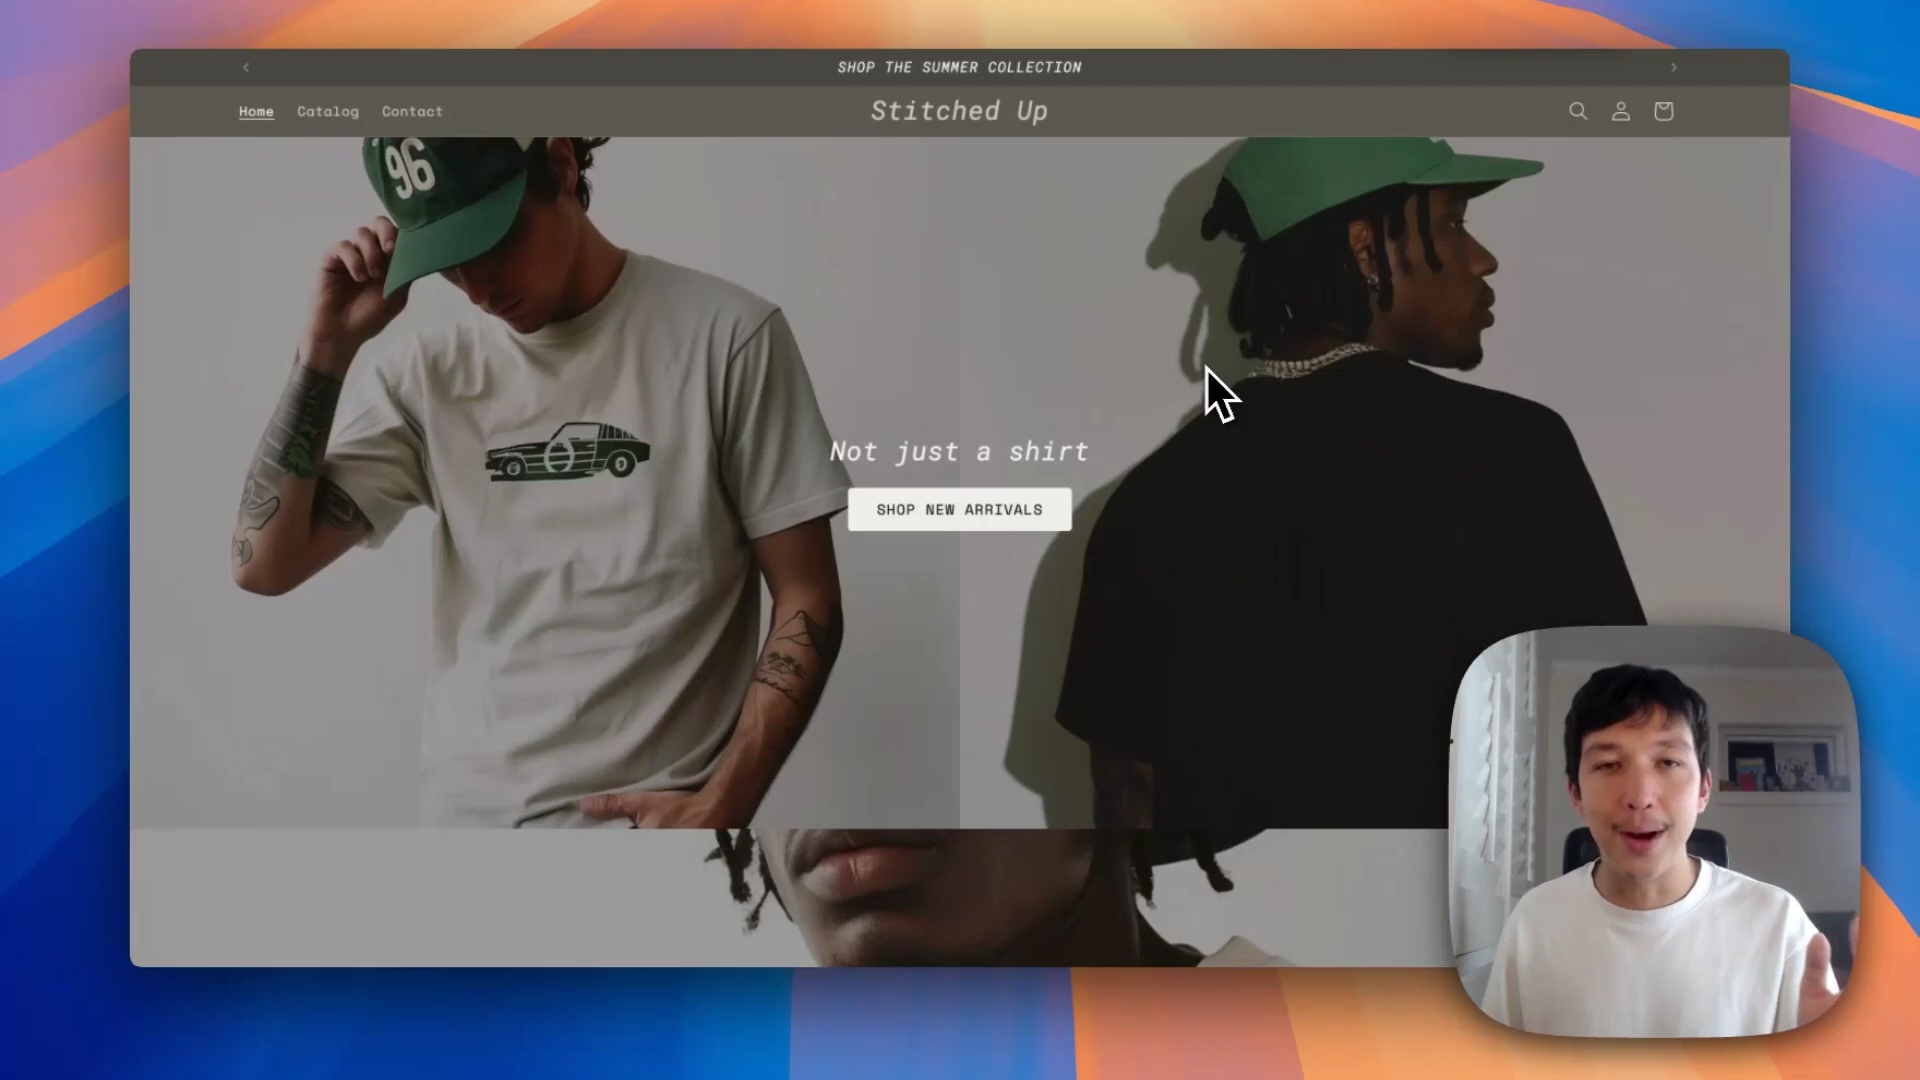 SHOP THE SUMMER COLLECTION
Home Catalog Contact
Stitched Up
96
Not just a shirt
SHOP NEW ARRIVALS